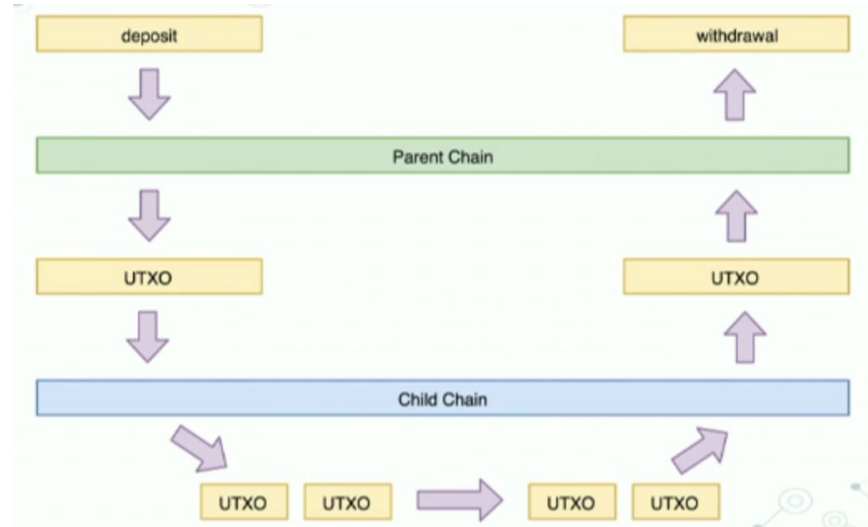 deposit
withdrawal
Parent Chain
UTXO
UTXO
Child Chain
UTXO
UTXO
UTXO
UTXO